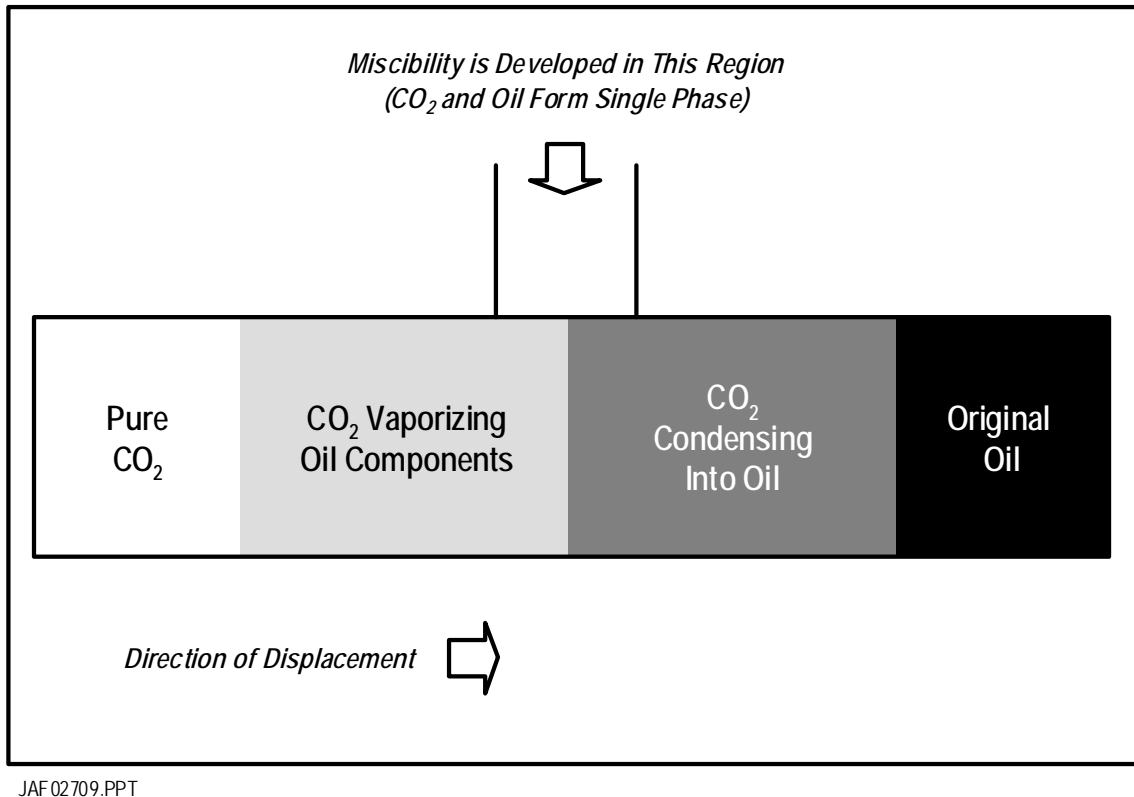 Miscibility is Developed in This Region
(CO₂ and Oil Form Single Phase)
Pure
CO₂
CO₂ Vaporizing
Oil Components
CO₂
Condensing
Into Oil
Original
Oil
Direction of Displacement
JAF02709.PPT